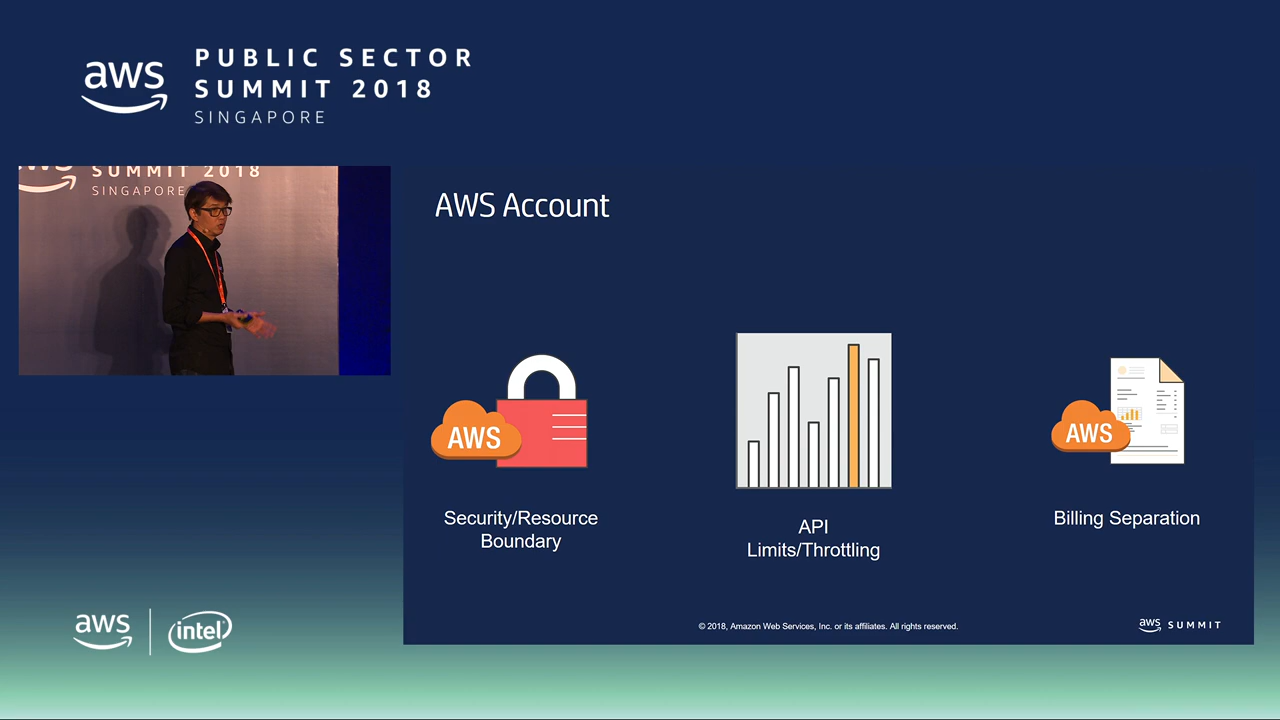 aws
PUBLIC SECTOR
SUMMIT 2018
SINGAPORE
SUMMIT 2018
SINGAPORE
AWS Account
AWS
AWS
Security/Resource
Boundary
API
Limits/Throttling
Billing Separation
© 2018, Amazon Web Services, Inc. or its affiliates. All rights reserved.
aws SUMMIT
aws
intel